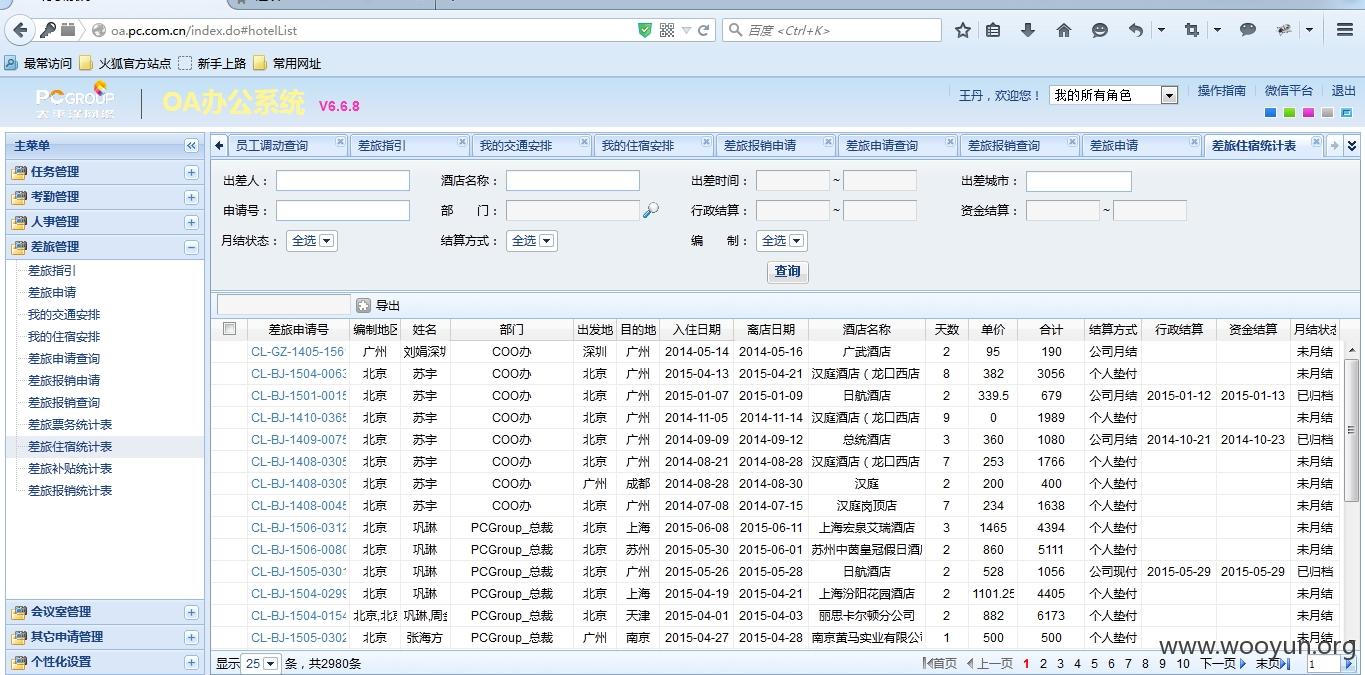 oa.pc.com.cn/index.do#hotelList
百度 <Ctrl+K>
最常访问 火狐官方站点 新手上路 常用网址
PCGROUP
太平洋网络
OA办公系统 V6.6.8
王丹，欢迎您！ 我的所有角色 操作指南 微信平台 退出
主菜单
任务管理
考勤管理
人事管理
差旅管理
差旅指引
差旅申请
我的交通安排
我的住宿安排
差旅申请查询
差旅报销申请
差旅报销查询
差旅票务统计表
差旅住宿统计表
差旅补贴统计表
差旅报销统计表
会议室管理
其它申请管理
个性化设置
员工调动查询 差旅指引 我的交通安排 我的住宿安排 差旅报销申请 差旅申请查询 差旅报销查询 差旅申请 差旅住宿统计表
出差人： 酒店名称： 出差时间： ~ 出差城市：
申请号： 部 门： 行政结算： ~ 资金结算： ~
月结状态： 全选 结算方式： 全选 编 制： 全选
查询
导出
差旅申请号 编制地区 姓名 部门 出发地 目的地 入住日期 离店日期 酒店名称 天数 单价 合计 结算方式 行政结算 资金结算 月结状态
CL-GZ-1405-156 广州 刘娟深圳 COO办 深圳 广州 2014-05-14 2014-05-16 广武酒店 2 95 190 公司月结 未月结
CL-BJ-1504-0063 北京 苏宇 COO办 北京 广州 2015-04-13 2015-04-21 汉庭酒店（龙口西店 8 382 3056 个人垫付 未月结
CL-BJ-1501-0015 北京 苏宇 COO办 北京 广州 2015-01-07 2015-01-09 日航酒店 2 339.5 679 公司月结 2015-01-12 2015-01-13 已归档
CL-BJ-1410-0365 北京 苏宇 COO办 北京 广州 2014-11-05 2014-11-14 汉庭酒店（龙口西店 9 0 1989 个人垫付 未月结
CL-BJ-1409-0075 北京 苏宇 COO办 北京 广州 2014-09-09 2014-09-12 总统酒店 3 360 1080 公司月结 2014-10-21 2014-10-23 已归档
CL-BJ-1408-0305 北京 苏宇 COO办 北京 广州 2014-08-21 2014-08-28 汉庭酒店（龙口西店 7 253 1766 个人垫付 未月结
CL-BJ-1408-0305 北京 苏宇 COO办 广州 成都 2014-08-28 2014-08-30 汉庭 2 200 400 个人垫付 未月结
CL-BJ-1408-0045 北京 苏宇 COO办 北京 广州 2014-07-08 2014-07-15 汉庭岗顶店 7 234 1638 个人垫付 未月结
CL-BJ-1506-0312 北京 巩琳 PCGroup_总裁 北京 上海 2015-06-08 2015-06-11 上海宏泉艾瑞酒店 3 1465 4394 个人垫付 未月结
CL-BJ-1506-0080 北京 巩琳 PCGroup_总裁 北京 苏州 2015-05-30 2015-06-01 苏州中茵皇冠假日酒店 2 860 5111 个人垫付 未月结
CL-BJ-1505-0301 北京 巩琳 PCGroup_总裁 北京 广州 2015-05-26 2015-05-28 日航酒店 2 528 1056 公司现付 2015-05-29 2015-05-29 已归档
CL-BJ-1504-0299 北京 巩琳 PCGroup_总裁 北京 上海 2015-04-19 2015-04-21 上海汾阳花园酒店 2 1101.25 4405 个人垫付 未月结
CL-BJ-1504-0154 北京,北京 巩琳,周金 PCGroup_总裁 北京 天津 2015-04-01 2015-04-03 丽思卡尔顿分公司 2 882 6173 个人垫付 未月结
CL-BJ-1505-0302 北京 张海方 PCGroup_总裁 广州 南京 2015-04-27 2015-04-28 南京黄马实业有限公 1 500 500 个人垫付 未月结
显示 25 条，共2980条 首页 上一页 1 2 3 4 5 6 7 8 9 10 下一页 末页 1
www.wooyun.org